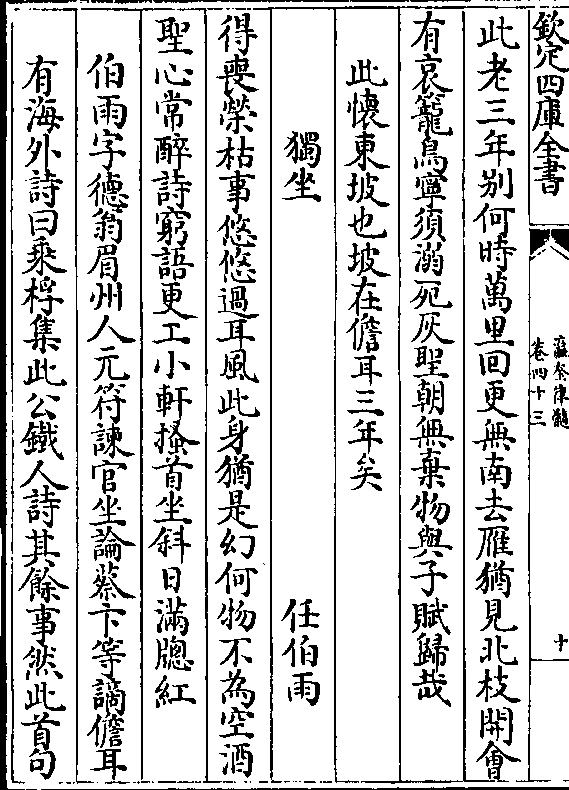 欽定四庫全書
瀛奎律髓
卷四十三
十
此老三年别何時萬里回更無南去雁猶見北枝開會
有哀籠鳥寧須溺死灰聖朝無棄物與子賦歸哉
此懷東坡也坡在儋耳三年矣
獨坐
任伯雨
得喪榮枯事悠悠過耳風此身猶是幻何物不為空酒
聖心常醉詩窮語更工小軒搔首坐斜日滿牎紅
伯雨字德翁眉州人元符諫官坐論蔡卞等謫儋耳
有海外詩曰乘桴集此公鐵人詩其餘事然此首句